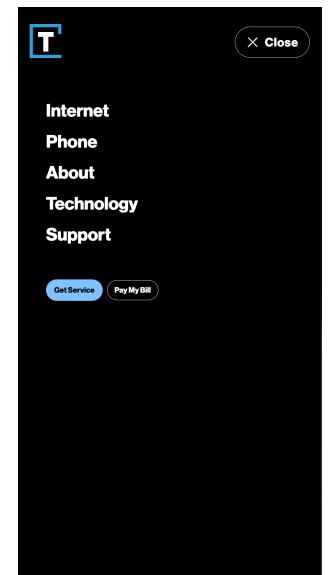 T
Close
Internet
Phone
About
Technology
Support
Get Service
Pay My Bill